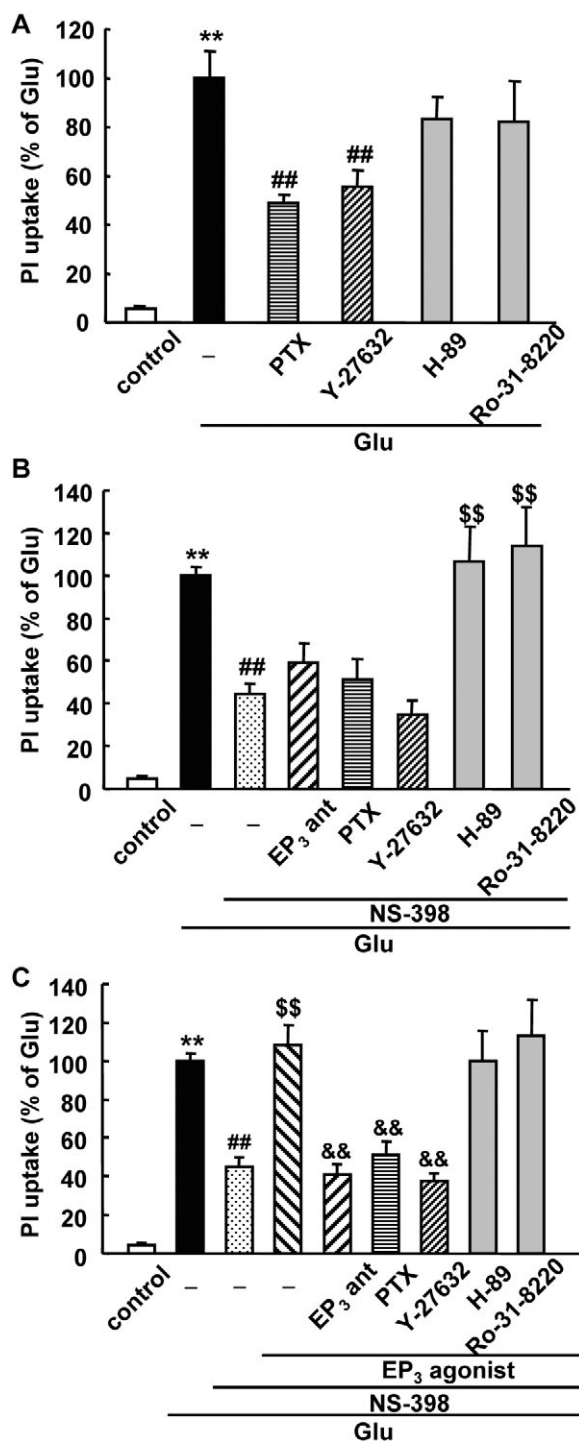 A
PI uptake (% of Glu)
120
100
80
60
40
20
0
**
##
##
control
–
PTX
Y-27632
H-89
Ro-31-8220
Glu
B
PI uptake (% of Glu)
140
120
100
80
60
40
20
0
**
##
$$
$$
control
–
–
EP₃ ant
PTX
Y-27632
H-89
Ro-31-8220
NS-398
Glu
C
PI uptake (% of Glu)
140
120
100
80
60
40
20
0
**
##
$$
&&
&&
&&
control
–
–
–
EP₃ ant
PTX
Y-27632
H-89
Ro-31-8220
EP₃ agonist
NS-398
Glu